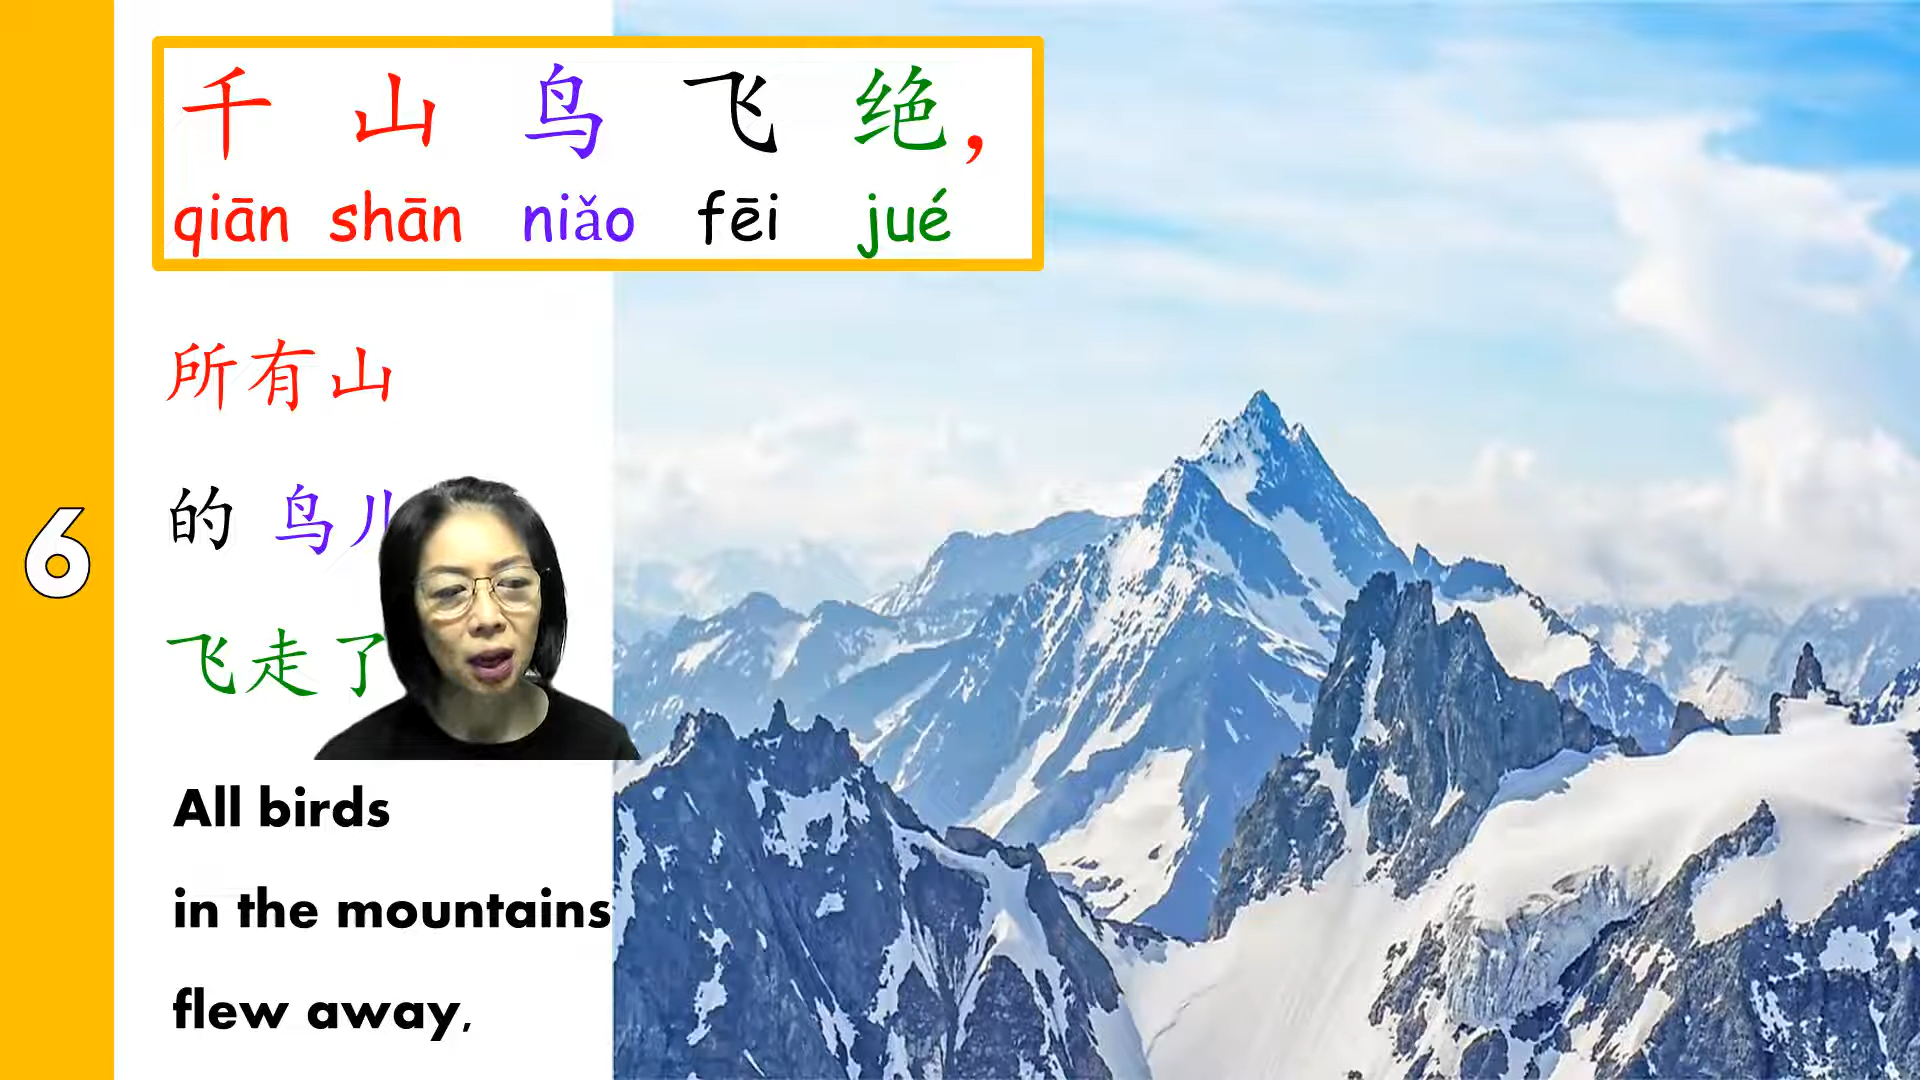 千 山 鸟 飞 绝，
qiān shān niǎo fēi jué
所有山
的 鸟儿
飞走了
6
All birds
in the mountains
flew away,